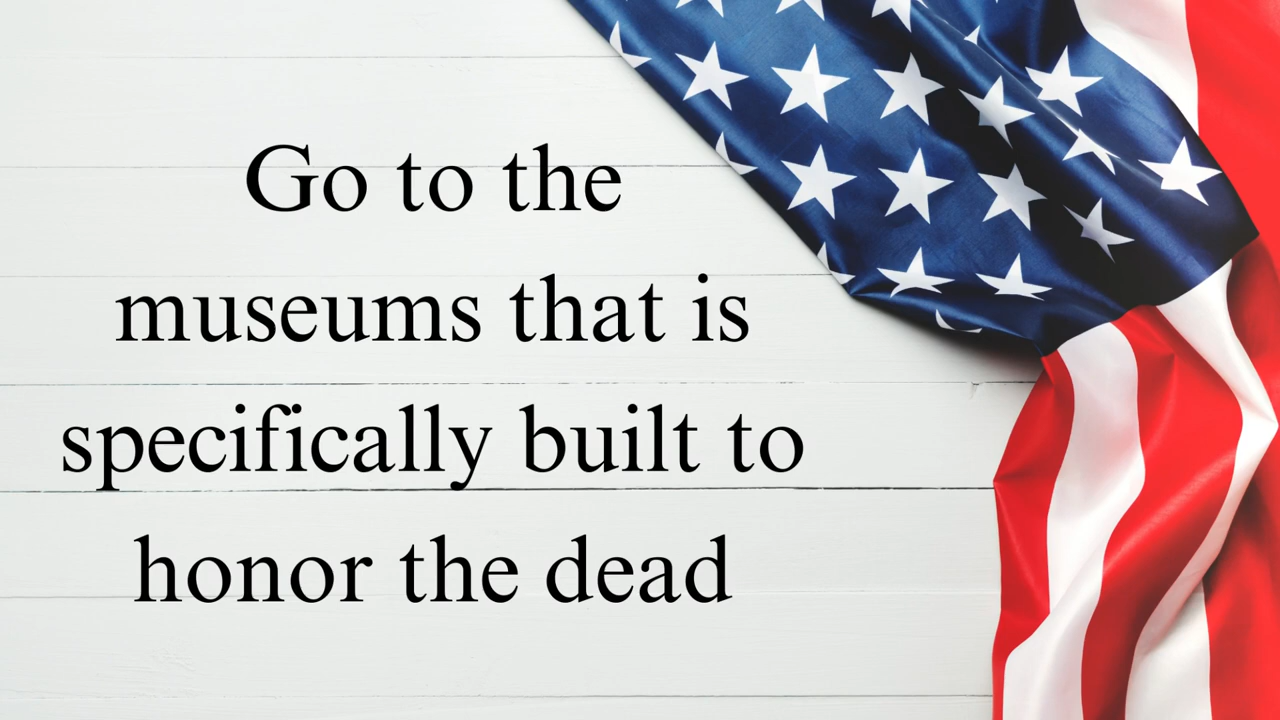 Go to the
museums that is
specifically built to
honor the dead